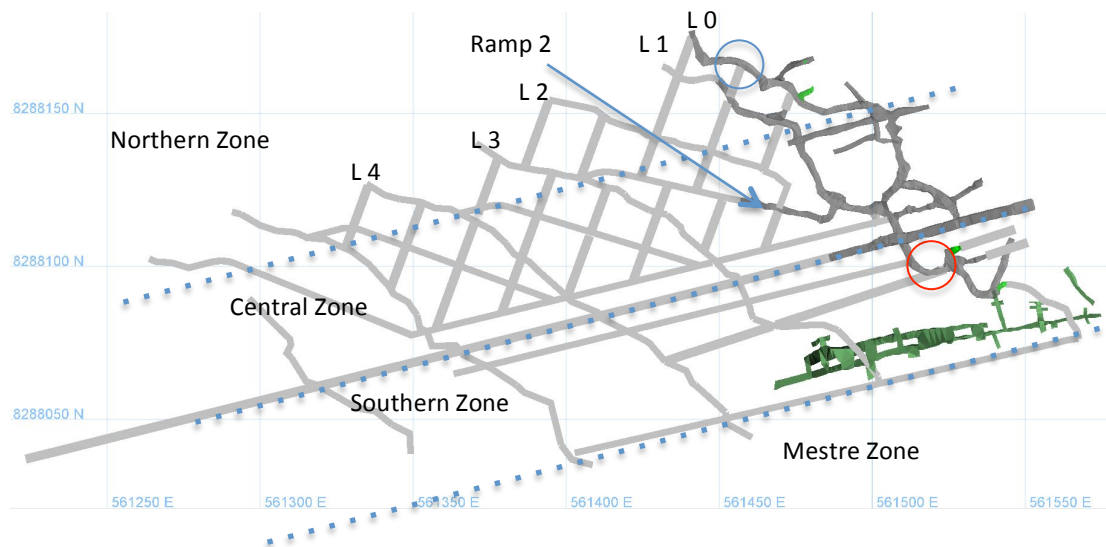 L 0
Ramp 2
L 1
L 2
8288150 N
Northern Zone
L 3
L 4
8288100 N
Central Zone
Southern Zone
8288050 N
Mestre Zone
561250 E
561300 E
561350 E
561400 E
561450 E
561500 E
561550 E